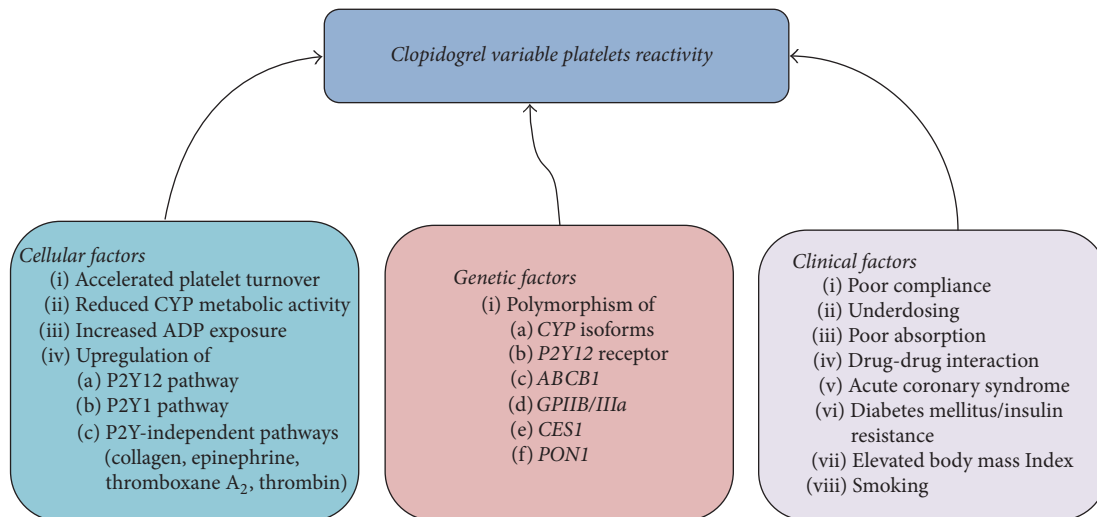 Clopidogrel variable platelets reactivity
Cellular factors
(i) Accelerated platelet turnover
(ii) Reduced CYP metabolic activity
(iii) Increased ADP exposure
(iv) Upregulation of
(a) P2Y12 pathway
(b) P2Y1 pathway
(c) P2Y-independent pathways
(collagen, epinephrine,
thromboxane A₂, thrombin)
Genetic factors
(i) Polymorphism of
(a) CYP isoforms
(b) P2Y12 receptor
(c) ABCB1
(d) GPIIB/IIIa
(e) CES1
(f) PON1
Clinical factors
(i) Poor compliance
(ii) Underdosing
(iii) Poor absorption
(iv) Drug-drug interaction
(v) Acute coronary syndrome
(vi) Diabetes mellitus/insulin
resistance
(vii) Elevated body mass Index
(viii) Smoking